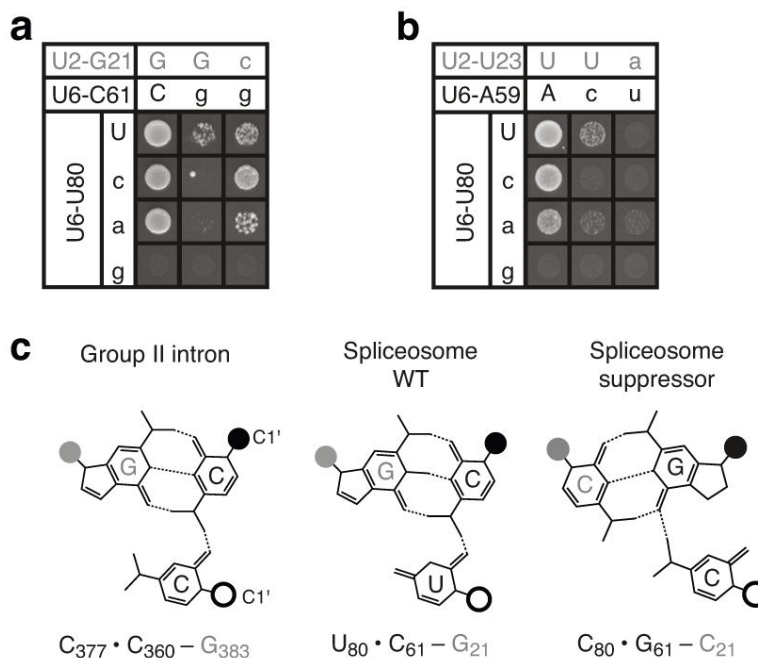 a
U2-G21 G G c
U6-C61 C g g
U6-U80
U
c
a
g
b
U2-U23 U U a
U6-A59 A c u
U6-U80
U
c
a
g
c
Group II intron
Spliceosome
WT
Spliceosome
suppressor
G C C1'
C C1'
G C
U
C G
C
C377 • C360 – G383
U80 • C61 – G21
C80 • G61 – C21